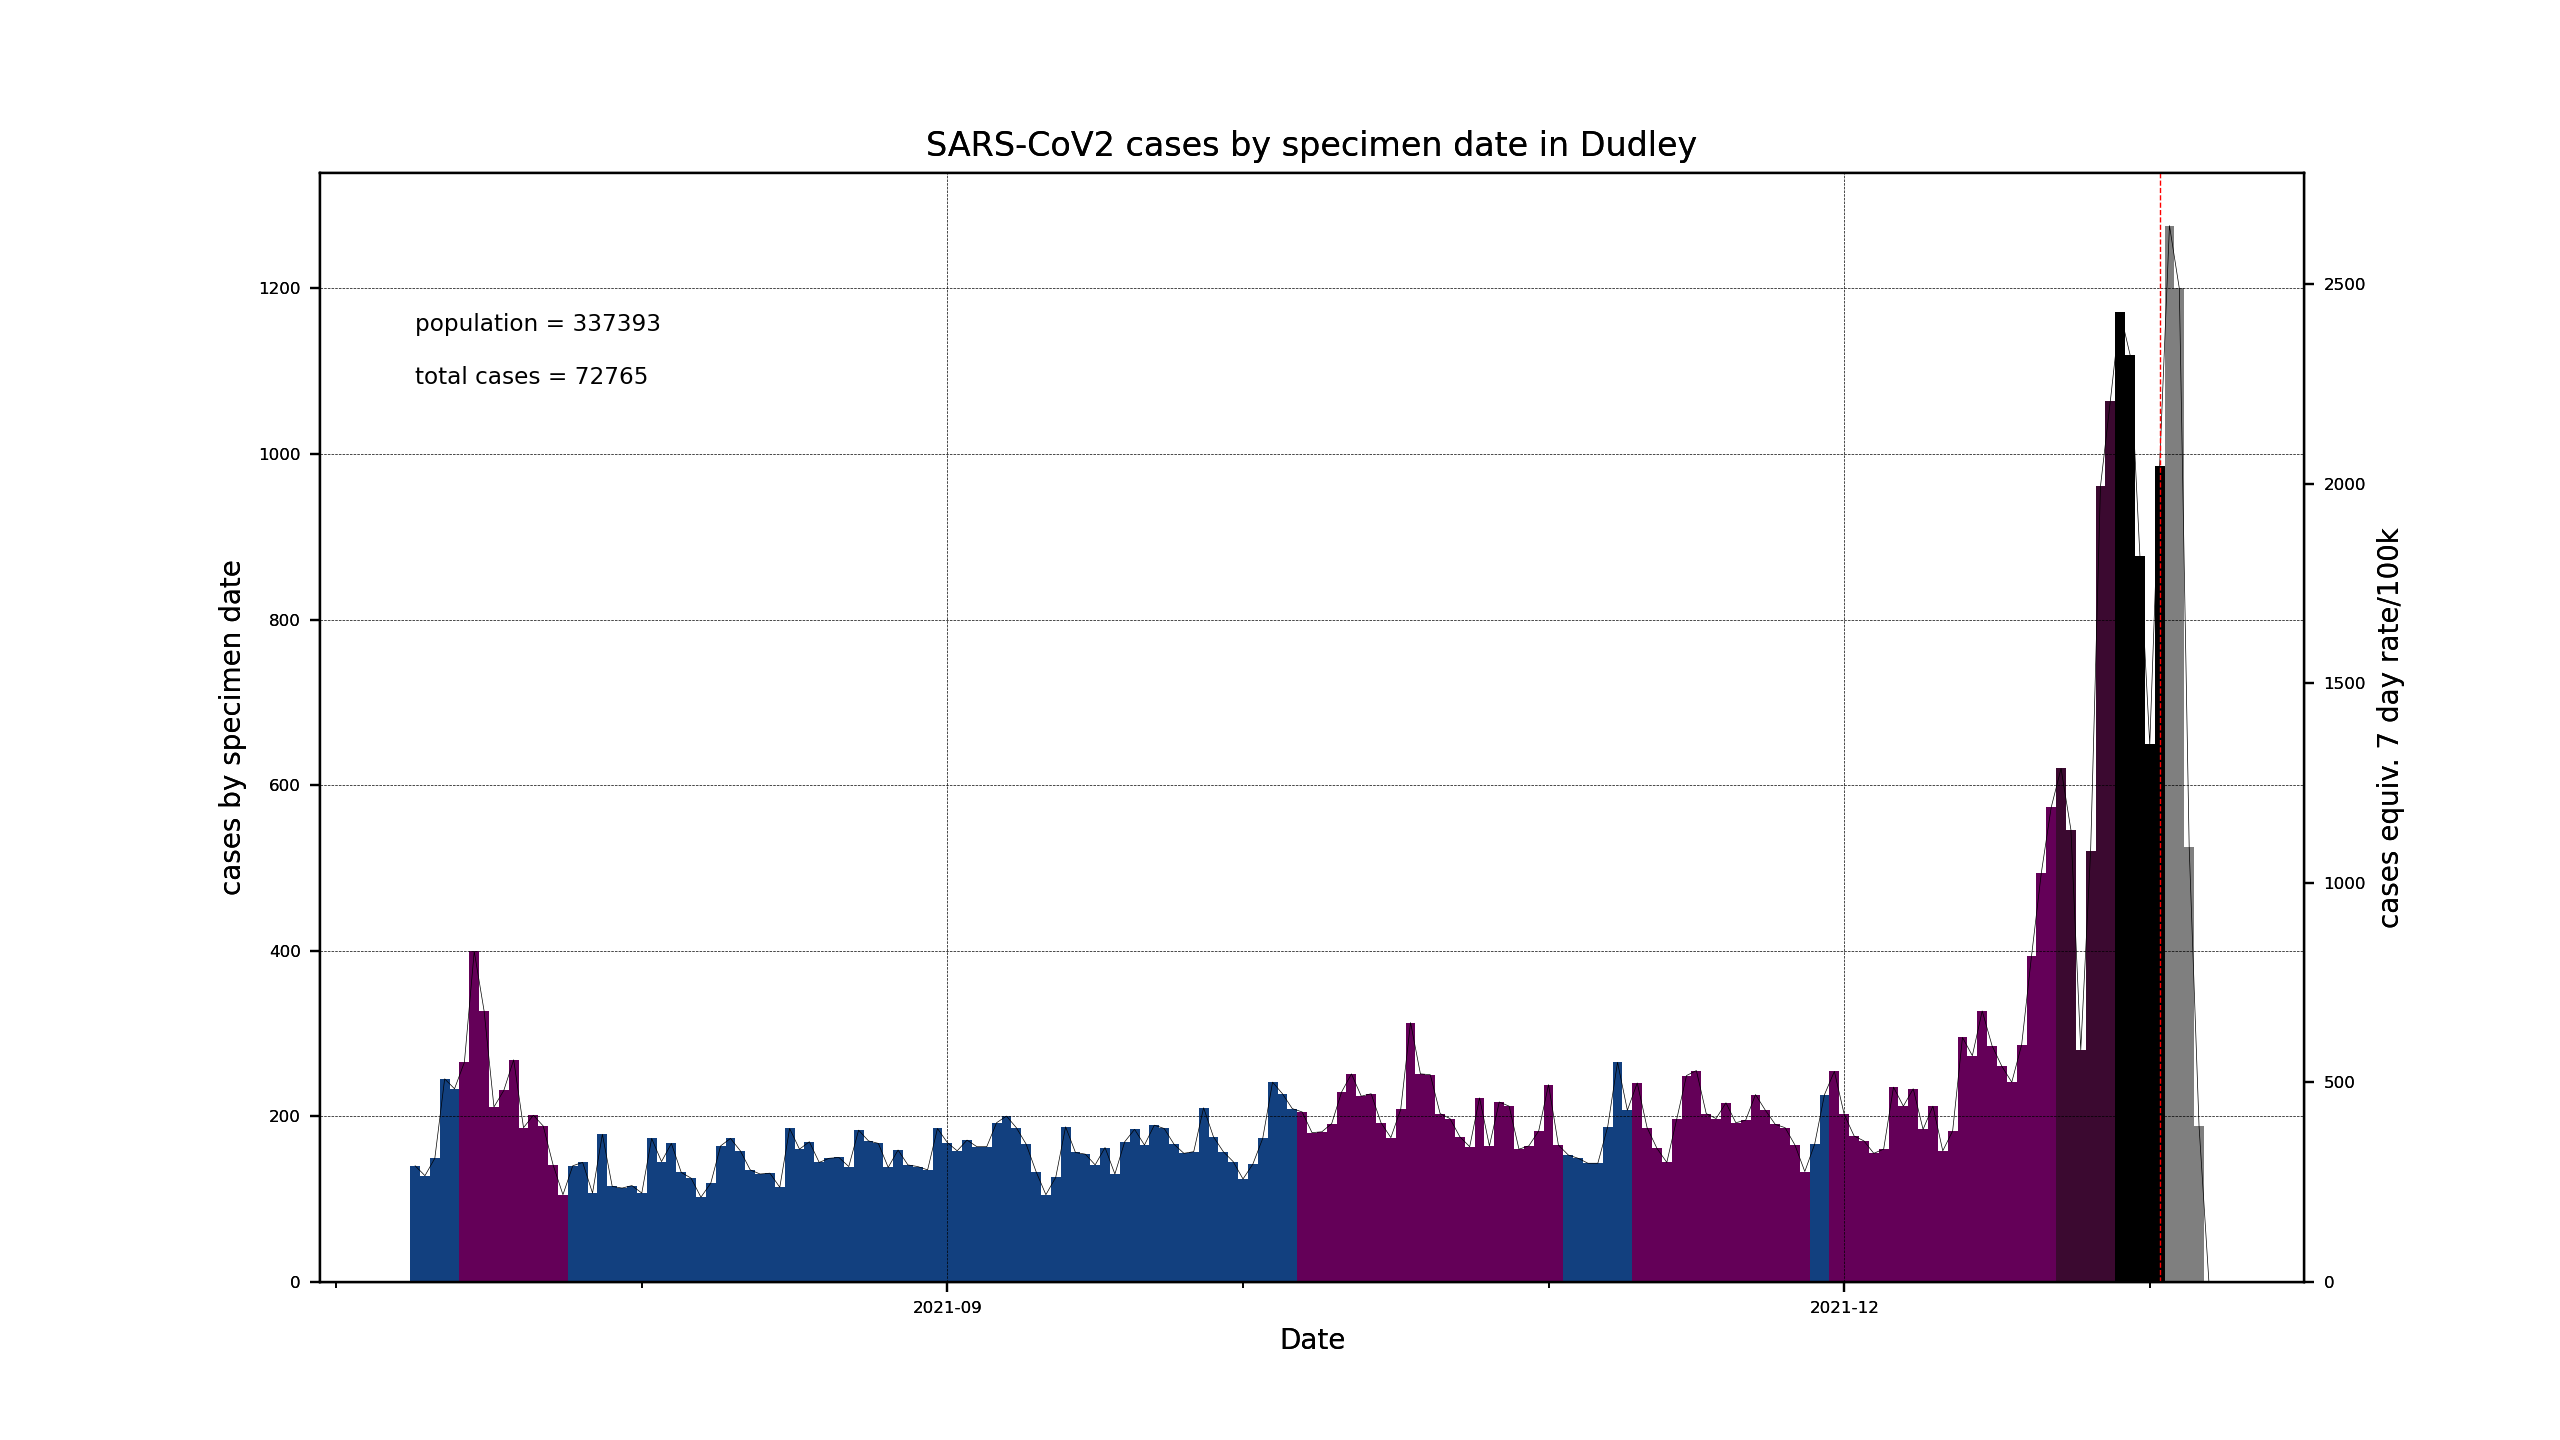 SARS-CoV2 cases by specimen date in Dudley
population = 337393
total cases = 72765
cases by specimen date
1200
1000
800
600
400
200
0
2500
2000
1500
1000
500
0
cases equiv. 7 day rate/100k
2021-09
2021-12
Date